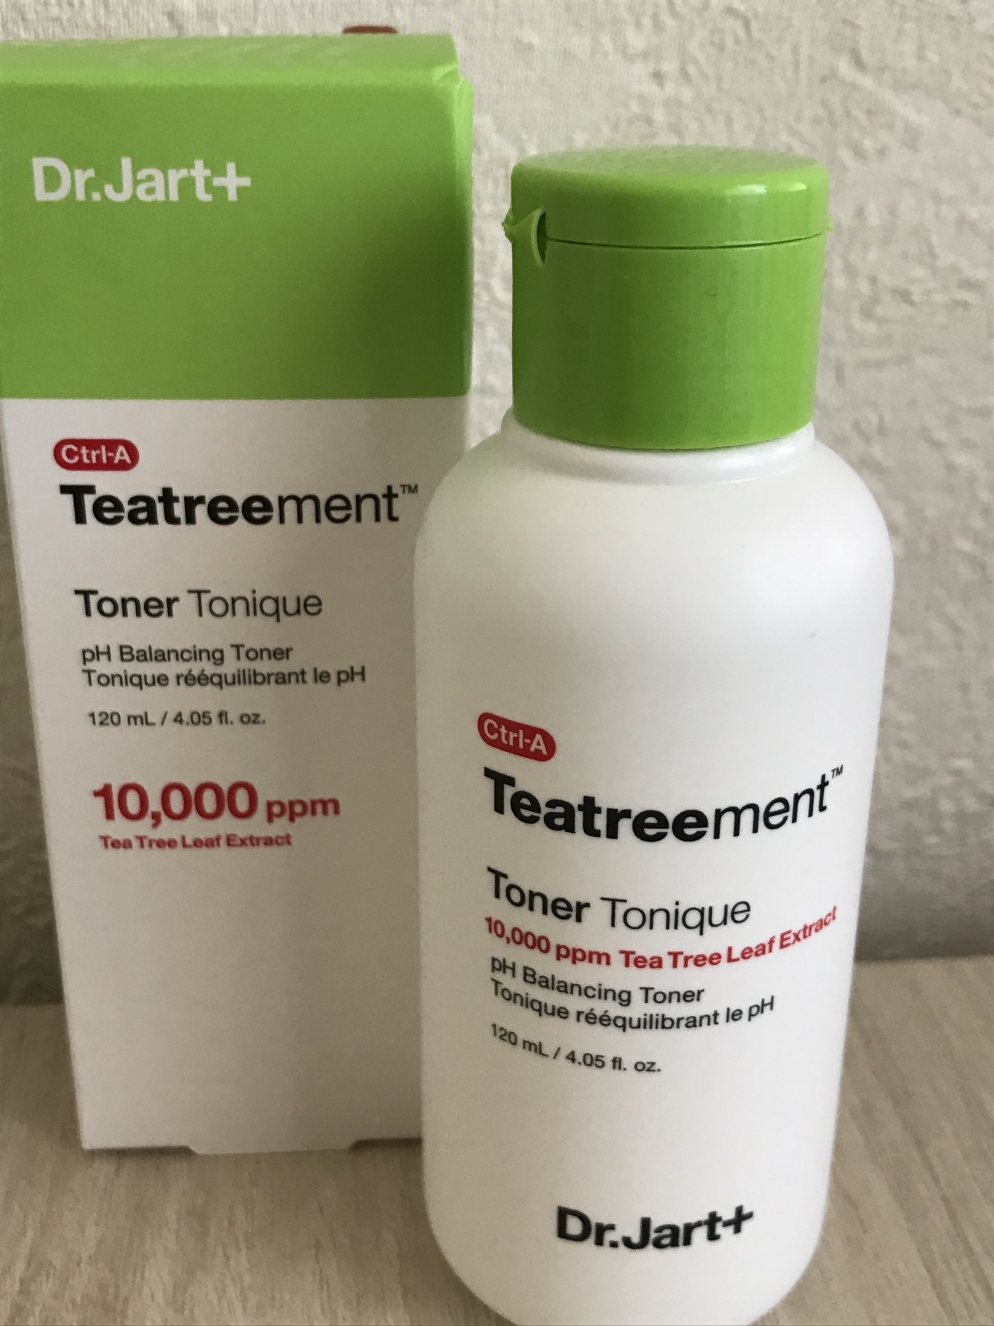 Dr.Jart+
Ctrl-A
Teatreement™
Toner Tonique
pH Balancing Toner
Tonique rééquilibrant le pH
120 mL / 4.05 fl. oz.
10,000 ppm
Tea Tree Leaf Extract
Ctrl-A
Teatreement™
Toner Tonique
10,000 ppm Tea Tree Leaf Extract
pH Balancing Toner
Tonique rééquilibrant le pH
120 mL / 4.05 fl. oz.
Dr.Jart+